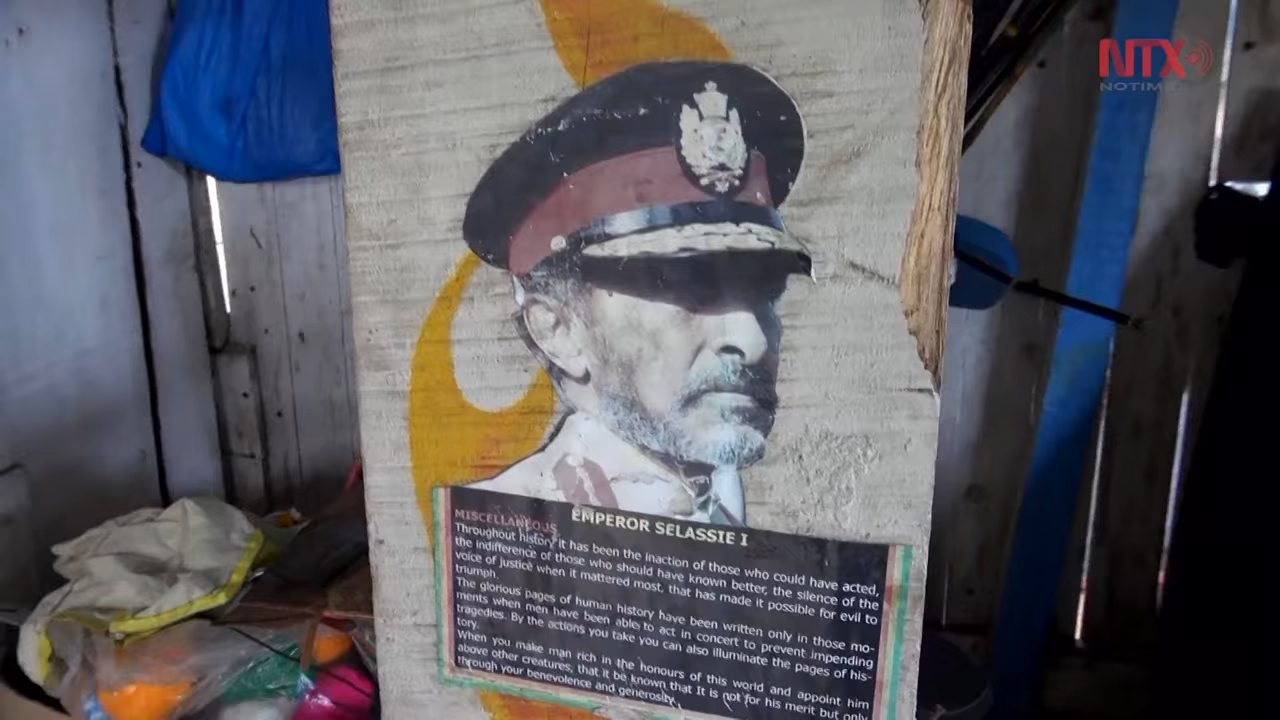 NTX
NOTIMEX
EMPEROR SELASSIE I
MISCELLANEOUS
Throughout history it has been the inaction of those who could have acted,
the indifference of those who should have known better, the silence of the
voice of justice when it mattered most, that has made it possible for evil to
triumph.
The glorious pages of human history have been written only in those mo-
ments when men have been able to act in concert to prevent impending
tragedies. By the actions you take you can also illuminate the pages of his-
tory.
When you make man rich in the honours of this world and appoint him
above other creatures, that it be known that It is not for his merit but only
through your benevolence and generosity.